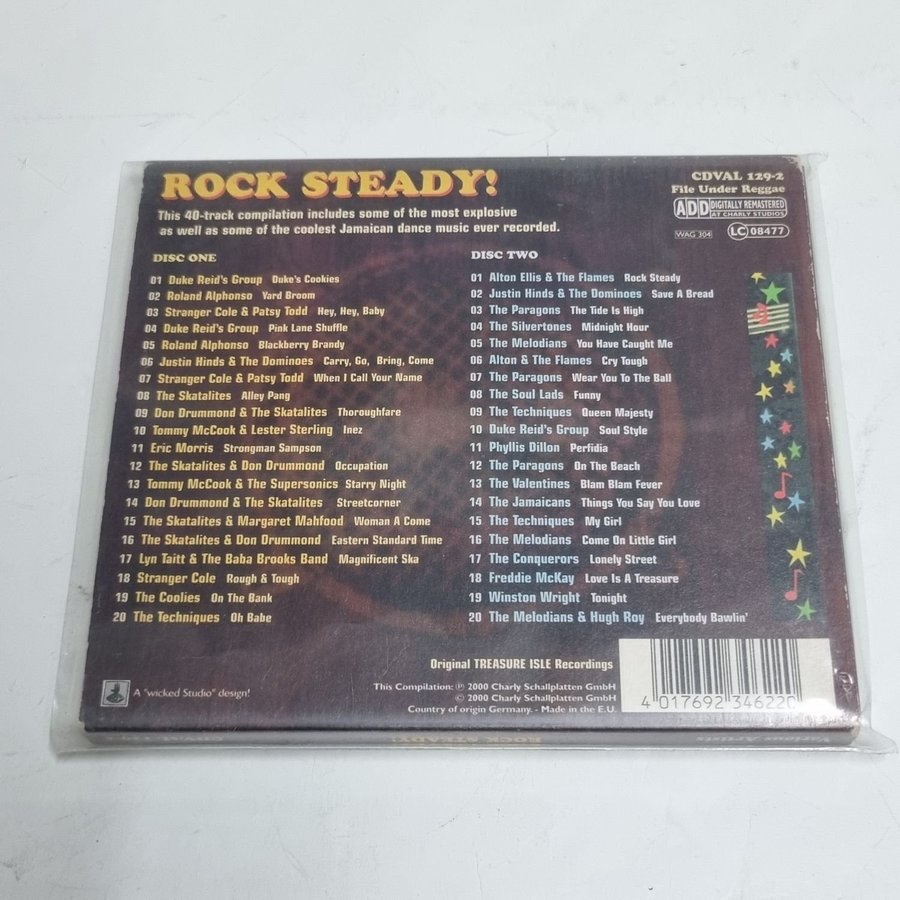 ROCK STEADY!
This 40-track compilation includes some of the most explosive
as well as some of the coolest Jamaican dance music ever recorded.
CDVAL 129-2
File Under Reggae
ADD DIGITALLY REMASTERED
AT CHARLY STUDIOS
WAG 304
LC 08477
DISC ONE
01 Duke Reid's Group Duke's Cookies
02 Roland Alphonso Yard Broom
03 Stranger Cole & Patsy Todd Hey, Hey, Baby
04 Duke Reid's Group Pink Lane Shuffle
05 Roland Alphonso Blackberry Brandy
06 Justin Hinds & The Dominoes Carry, Go, Bring, Come
07 Stranger Cole & Patsy Todd When I Call Your Name
08 The Skatalites Alley Pang
09 Don Drummond & The Skatalites Thoroughfare
10 Tommy McCook & Lester Sterling Inez
11 Eric Morris Strongman Sampson
12 The Skatalites & Don Drummond Occupation
13 Tommy McCook & The Supersonics Starry Night
14 Don Drummond & The Skatalites Streetcorner
15 The Skatalites & Margaret Mahfood Woman A Come
16 The Skatalites & Don Drummond Eastern Standard Time
17 Lyn Taitt & The Baba Brooks Band Magnificent Ska
18 Stranger Cole Rough & Tough
19 The Coolies On The Bank
20 The Techniques Oh Babe
DISC TWO
01 Alton Ellis & The Flames Rock Steady
02 Justin Hinds & The Dominoes Save A Bread
03 The Paragons The Tide Is High
04 The Silvertones Midnight Hour
05 The Melodians You Have Caught Me
06 Alton & The Flames Cry Tough
07 The Paragons Wear You To The Ball
08 The Soul Lads Funny
09 The Techniques Queen Majesty
10 Duke Reid's Group Soul Style
11 Phyllis Dillon Perfidia
12 The Paragons On The Beach
13 The Valentines Blam Blam Fever
14 The Jamaicans Things You Say You Love
15 The Techniques My Girl
16 The Melodians Come On Little Girl
17 The Conquerors Lonely Street
18 Freddie McKay Love Is A Treasure
19 Winston Wright Tonight
20 The Melodians & Hugh Roy Everybody Bawlin'
Original TREASURE ISLE Recordings
A "wicked Studio" design!
This Compilation: ℗ 2000 Charly Schallplatten GmbH
© 2000 Charly Schallplatten GmbH
Country of origin Germany. - Made in the E.U.
4 017692 346220
ROCK STEADY!
Various Artists